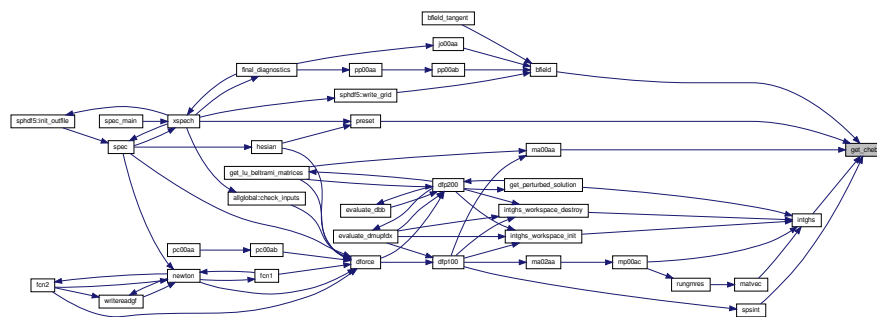 bfield_tangent
jo00aa
final_diagnostics
pp00aa
pp00ab
bfield
sphdf5::write_grid
sphdf5::init_outfile
spec_main
xspech
preset
spec
hesian
get_cheb
ma00aa
get_lu_beltrami_matrices
dfp200
get_perturbed_solution
allglobal::check_inputs
evaluate_dbb
intghs_workspace_destroy
intghs
evaluate_dmupfdx
intghs_workspace_init
pc00aa
pc00ab
dforce
dfp100
ma02aa
mp00ac
fcn2
newton
fcn1
rungmres
matvec
writereadgf
spsint